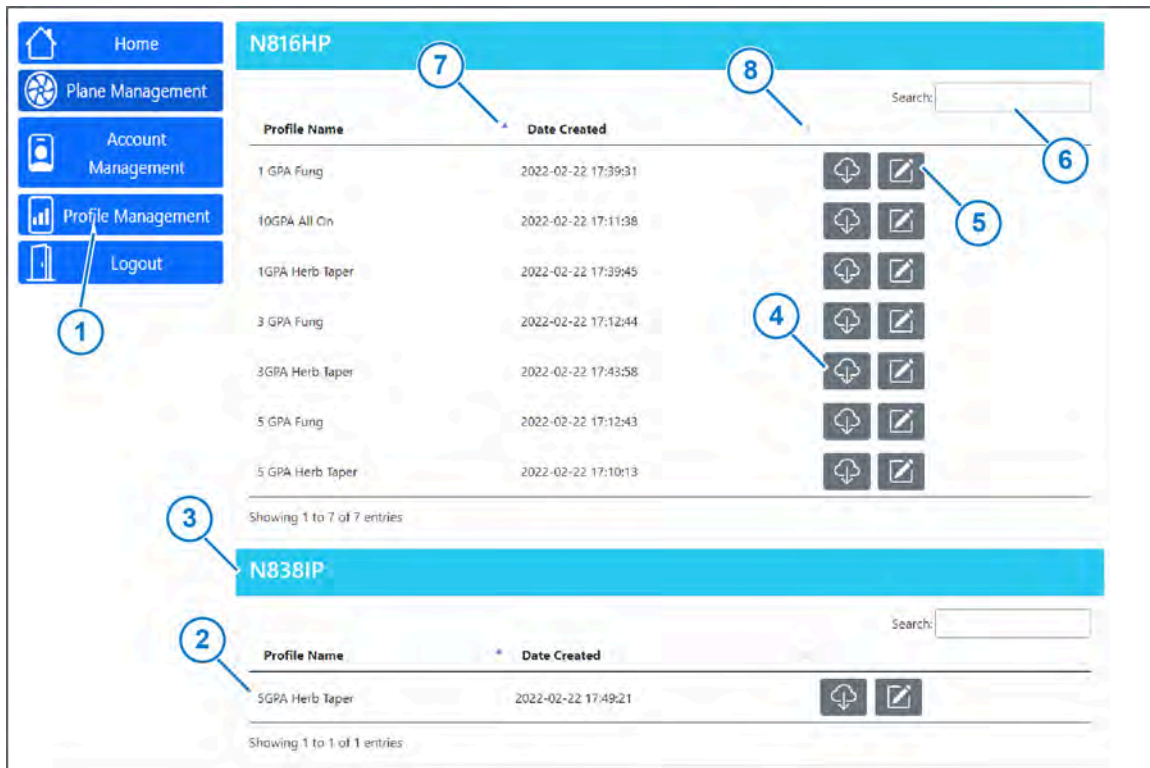 Home
Plane Management
Account
Management
Profile Management
Logout
1
N816HP
7
8
Search:
6
Profile Name Date Created
1 GPA Fung 2022-02-22 17:39:31
5
10GPA All On 2022-02-22 17:11:38
1GPA Herb Taper 2022-02-22 17:39:45
4
3 GPA Fung 2022-02-22 17:12:44
3GPA Herb Taper 2022-02-22 17:43:58
5 GPA Fung 2022-02-22 17:12:43
5 GPA Herb Taper 2022-02-22 17:10:13
Showing 1 to 7 of 7 entries
3
N838IP
Search:
2
Profile Name Date Created
5GPA Herb Taper 2022-02-22 17:49:21
Showing 1 to 1 of 1 entries